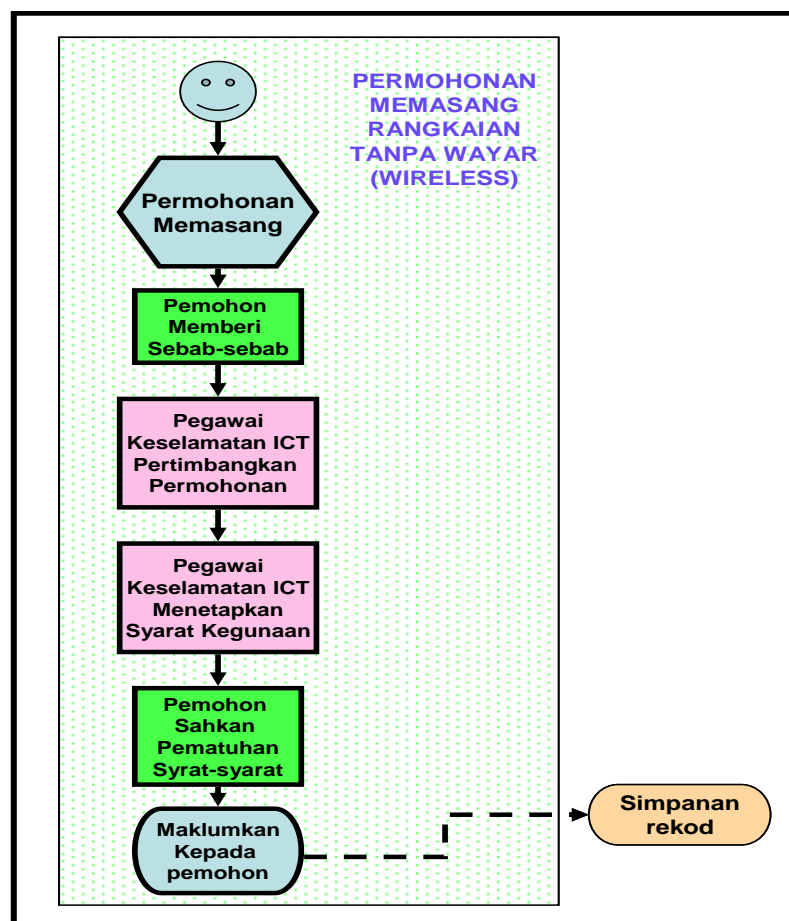 PERMOHONAN
MEMASANG
RANGKAIAN
TANPA WAYAR
(WIRELESS)
Permohonan
Memasang
Pemohon
Memberi
Sebab-sebab
Pegawai
Keselamatan ICT
Pertimbangkan
Permohonan
Pegawai
Keselamatan ICT
Menetapkan
Syarat Kegunaan
Pemohon
Sahkan
Pematuhan
Syrat-syarat
Maklumkan
Kepada
pemohon
Simpanan
rekod